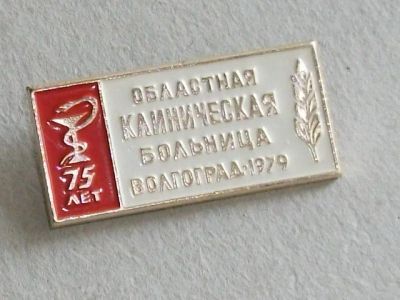 75
ЛЕТ
ОБЛАСТНАЯ
КЛИНИЧЕСКАЯ
БОЛЬНИЦА
ВОЛГОГРАД·1979